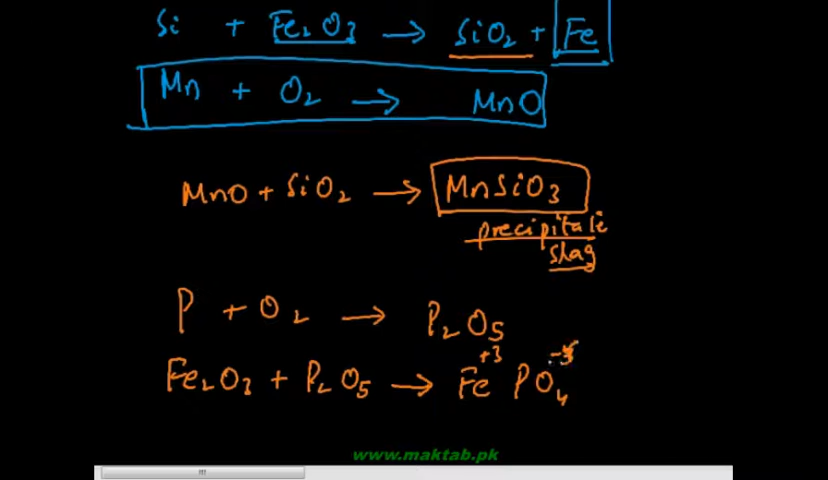 Si + Fe₂O₃ → SiO₂ + Fe
Mn + O₂ → MnO
MnO + SiO₂ → MnSiO₃
precipitate
slag
P + O₂ → P₂O₅
Fe₂O₃ + P₂O₅ → Fe⁺³ PO₄⁻³
www.maktab.pk